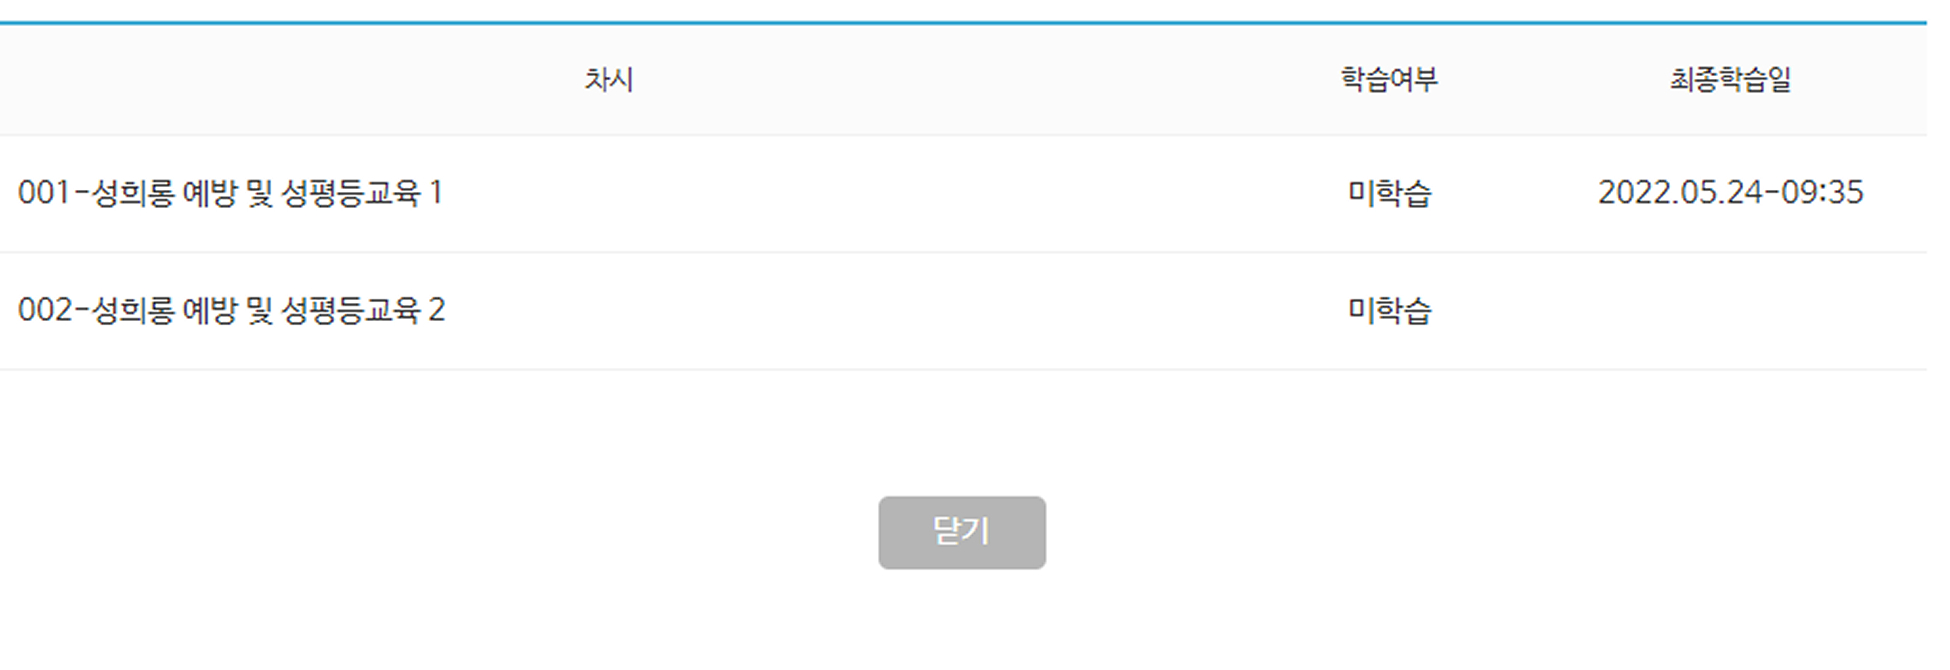 차시 학습여부 최종학습일
001-성희롱 예방 및 성평등교육 1 미학습 2022.05.24-09:35
002-성희롱 예방 및 성평등교육 2 미학습
닫기